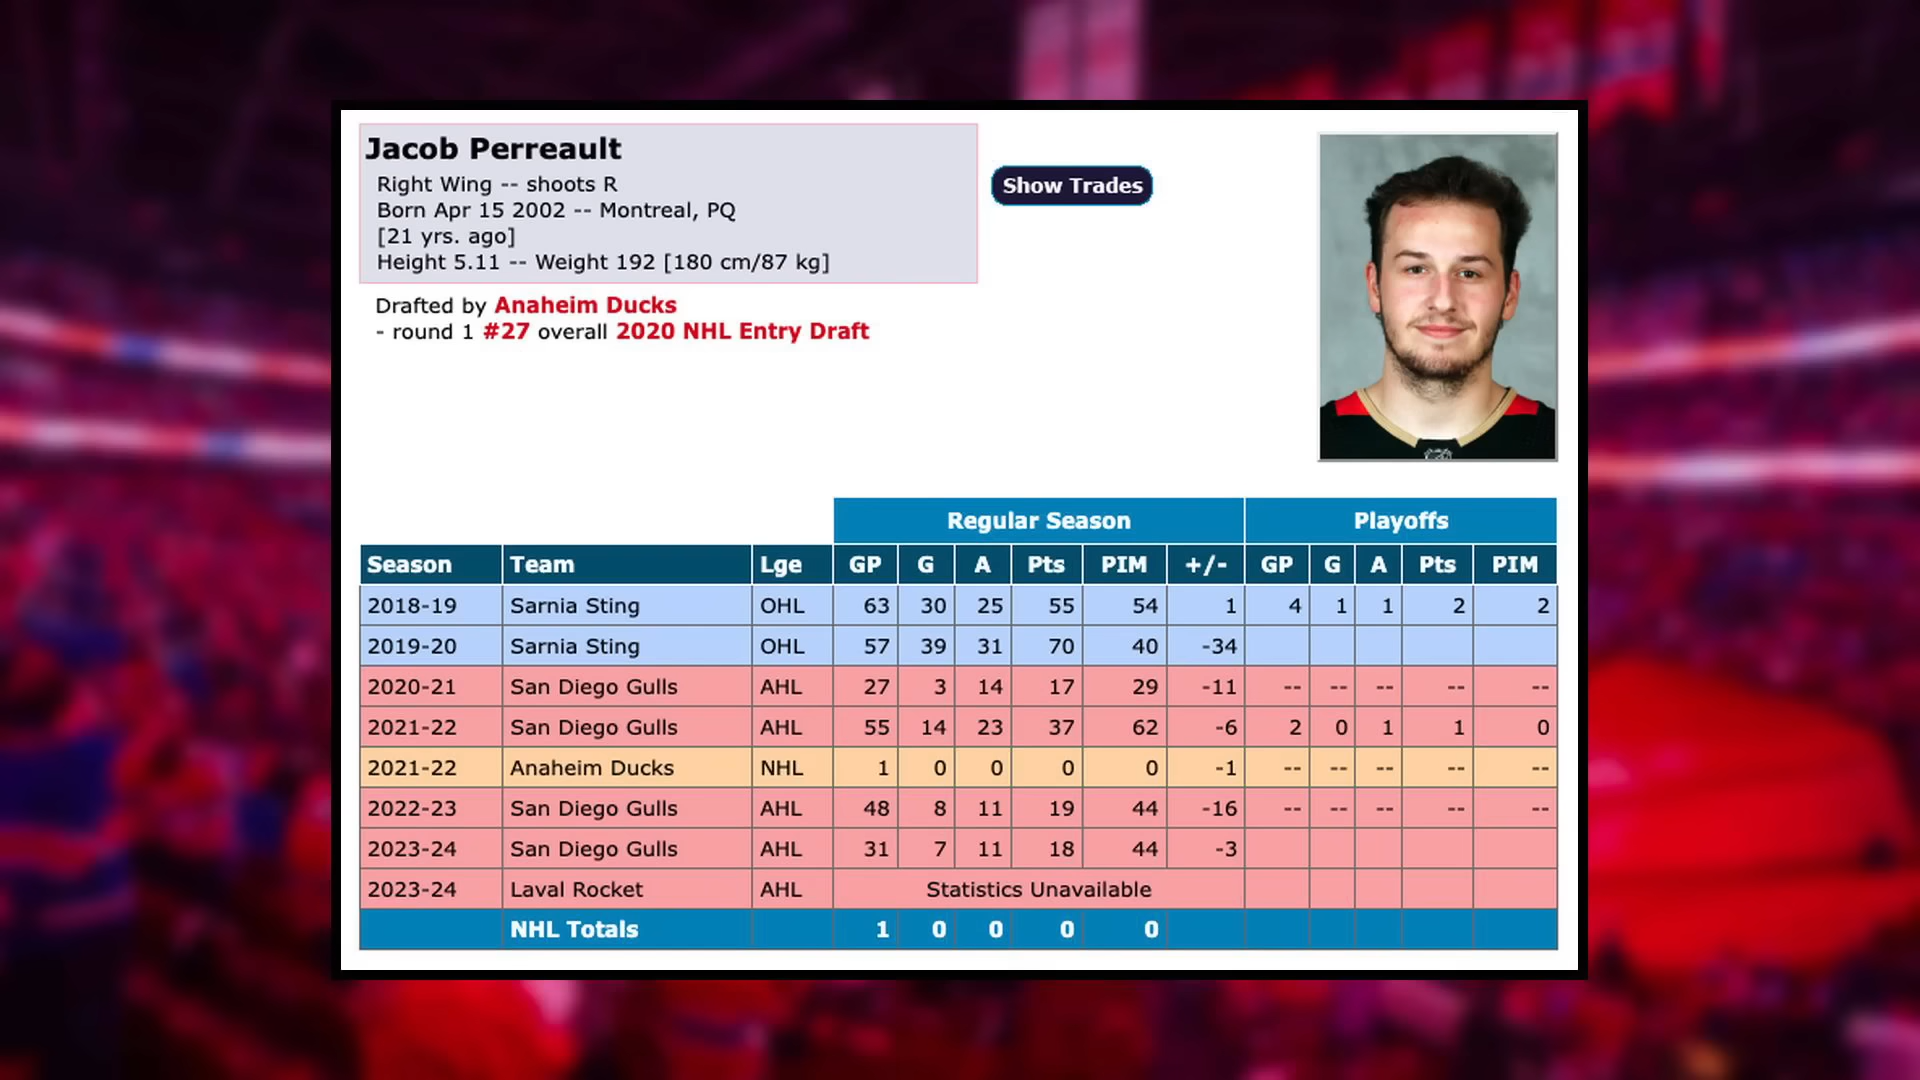 Jacob Perreault
Right Wing -- shoots R
Born Apr 15 2002 -- Montreal, PQ
[21 yrs. ago]
Height 5.11 -- Weight 192 [180 cm/87 kg]
Show Trades
Drafted by Anaheim Ducks
- round 1 #27 overall 2020 NHL Entry Draft
Regular Season Playoffs
Season Team Lge GP G A Pts PIM +/- GP G A Pts PIM
2018-19 Sarnia Sting OHL 63 30 25 55 54 1 4 1 1 2 2
2019-20 Sarnia Sting OHL 57 39 31 70 40 -34
2020-21 San Diego Gulls AHL 27 3 14 17 29 -11 -- -- -- -- --
2021-22 San Diego Gulls AHL 55 14 23 37 62 -6 2 0 1 1 0
2021-22 Anaheim Ducks NHL 1 0 0 0 0 -1 -- -- -- -- --
2022-23 San Diego Gulls AHL 48 8 11 19 44 -16 -- -- -- -- --
2023-24 San Diego Gulls AHL 31 7 11 18 44 -3
2023-24 Laval Rocket AHL Statistics Unavailable
NHL Totals 1 0 0 0 0